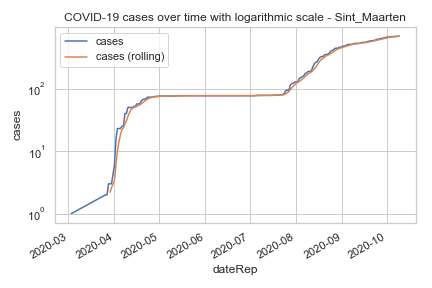 COVID-19 cases over time with logarithmic scale - Sint_Maarten
cases
cases (rolling)
10²
10¹
10⁰
cases
2020-03
2020-04
2020-05
2020-06
2020-07
2020-08
2020-09
2020-10
dateRep